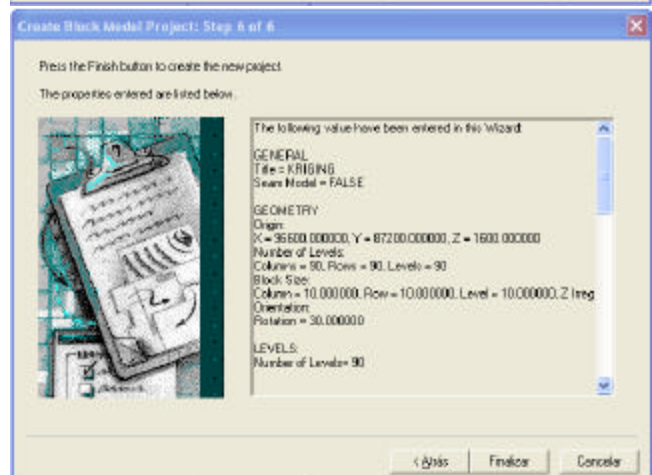 Create Block Model Project: Step 6 of 6
Press the Finish button to create the new project.
The properties entered are listed below.
The following value have been entered in this Wizard:
GENERAL
Title = KRIGING
Seam Model = FALSE
GEOMETRY
Origin:
X = 96600.000000, Y = 87200.000000, Z = 1600.000000
Number of Levels:
Columns = 90, Rows = 90, Levels = 90
Block Size:
Column = 10.000000, Row = 10.000000, Level = 10.000000, Z Irreg
Orientation:
Rotation = 30.000000
LEVELS:
Number of Levels= 90
< Atrás
Finalizar
Cancelar